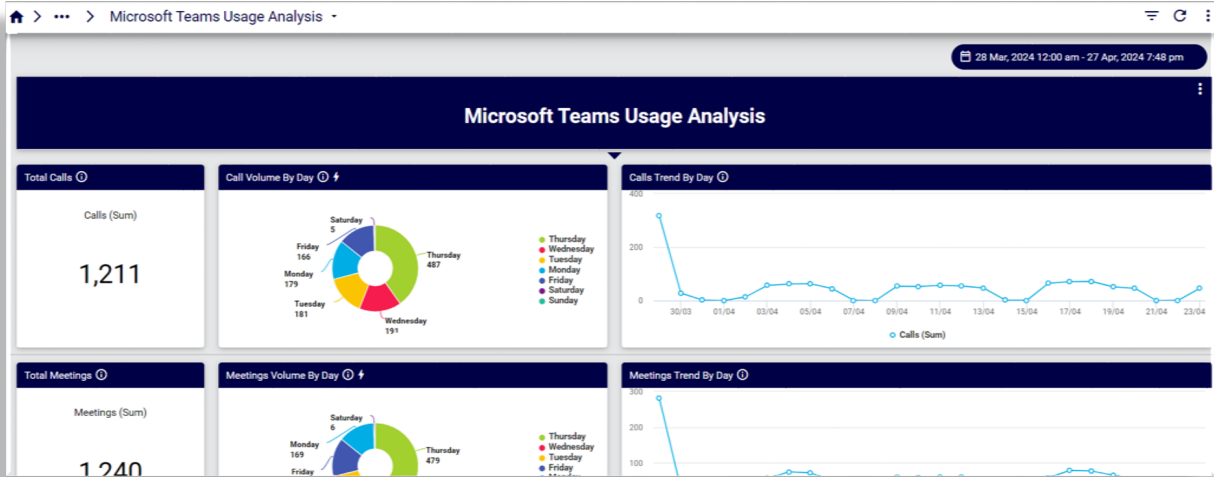 Microsoft Teams Usage Analysis
28 Mar, 2024 12:00 am - 27 Apr, 2024 7:48 pm
Microsoft Teams Usage Analysis
Total Calls
Calls (Sum)
1,211
Call Volume By Day
Saturday
5
Friday
166
Monday
179
Tuesday
181
Wednesday
191
Thursday
487
Thursday
Wednesday
Tuesday
Monday
Friday
Saturday
Sunday
Calls Trend By Day
400
200
0
30/03 01/04 03/04 05/04 07/04 09/04 11/04 13/04 15/04 17/04 19/04 21/04 23/04
Calls (Sum)
Total Meetings
Meetings (Sum)
1,240
Meetings Volume By Day
Saturday
6
Monday
169
Friday
Thursday
479
Thursday
Wednesday
Tuesday
Friday
Meetings Trend By Day
300
200
100